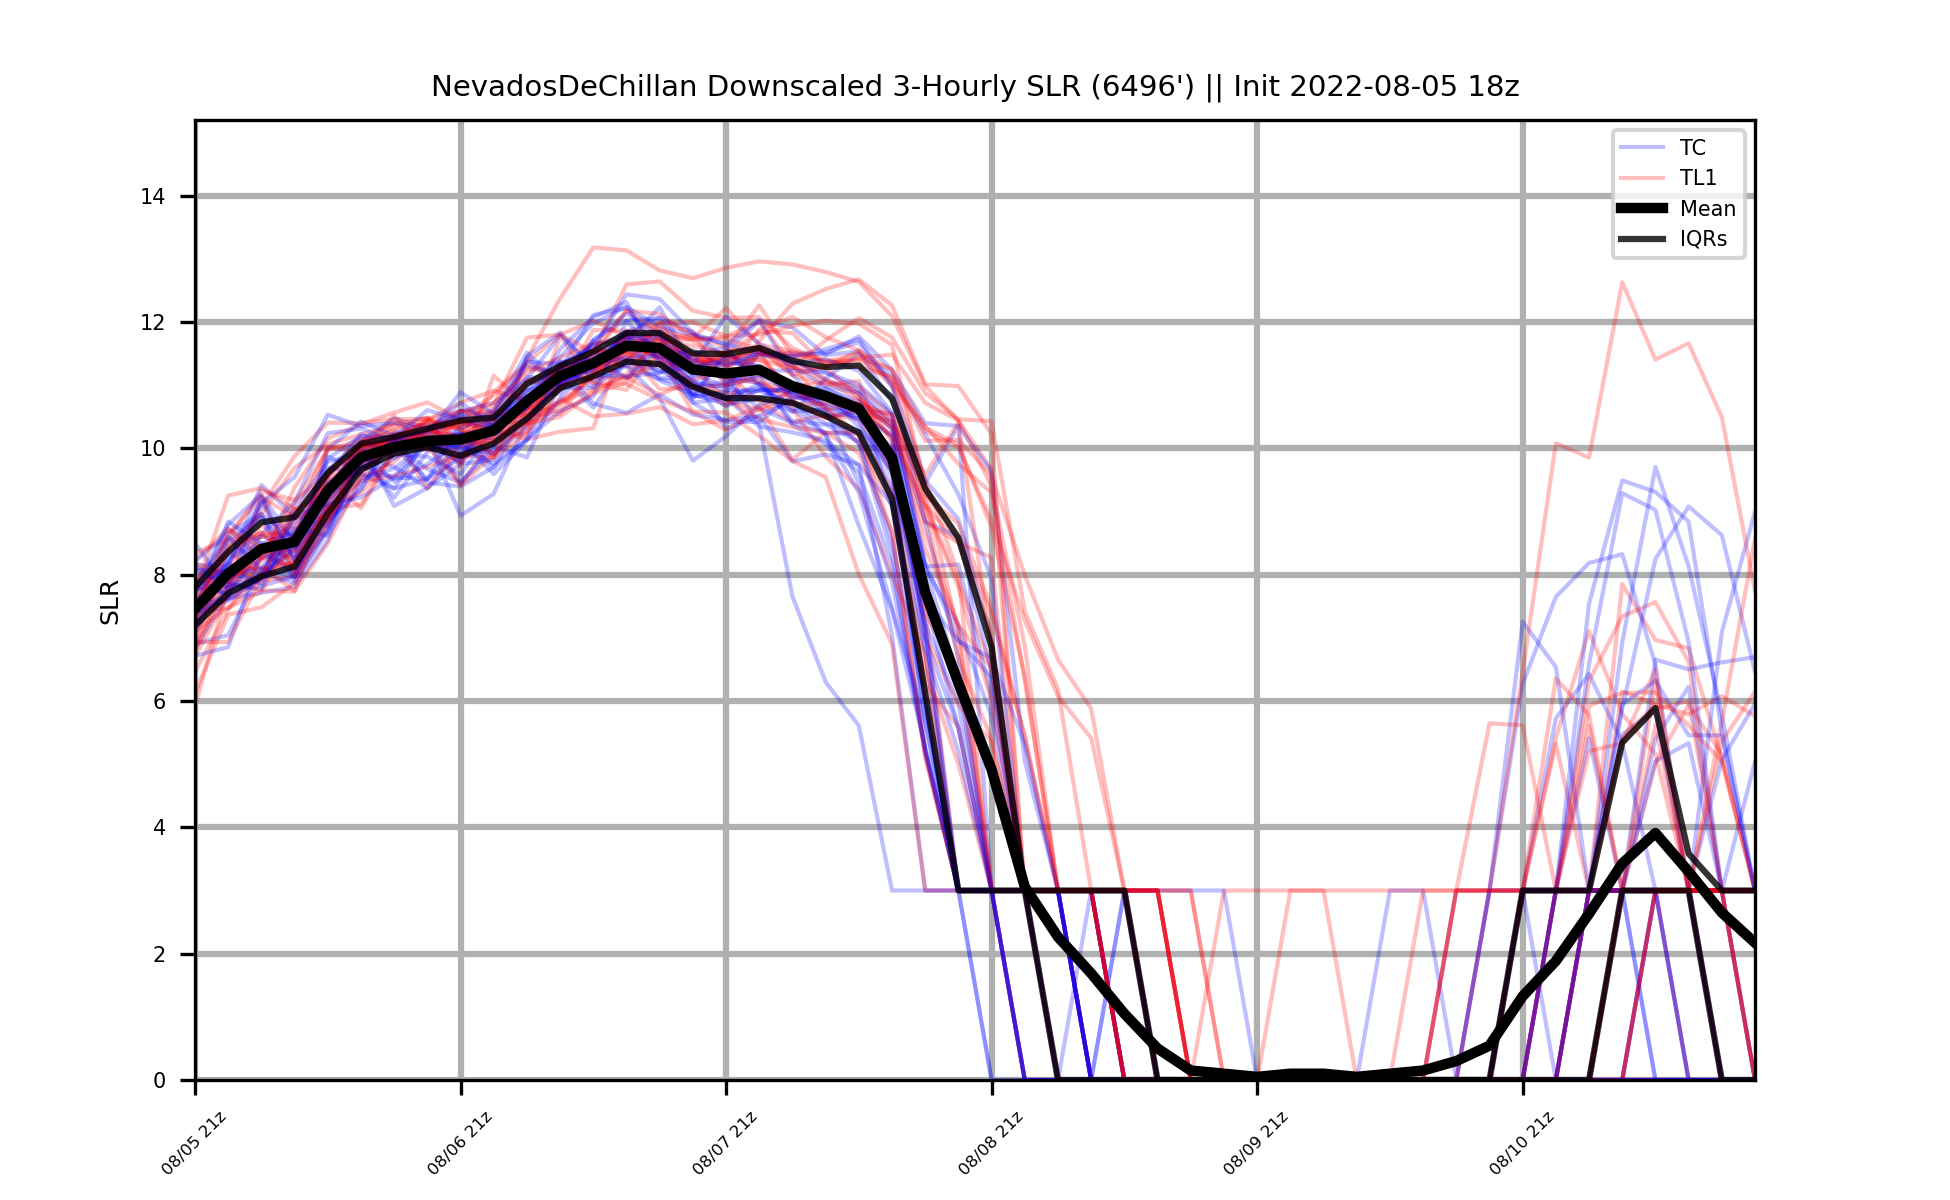 NevadosDeChillan Downscaled 3-Hourly SLR (6496') || Init 2022-08-05 18z
TC
TL1
Mean
IQRs
14
12
10
8
6
4
2
0
SLR
08/05 21z
08/06 21z
08/07 21z
08/08 21z
08/09 21z
08/10 21z